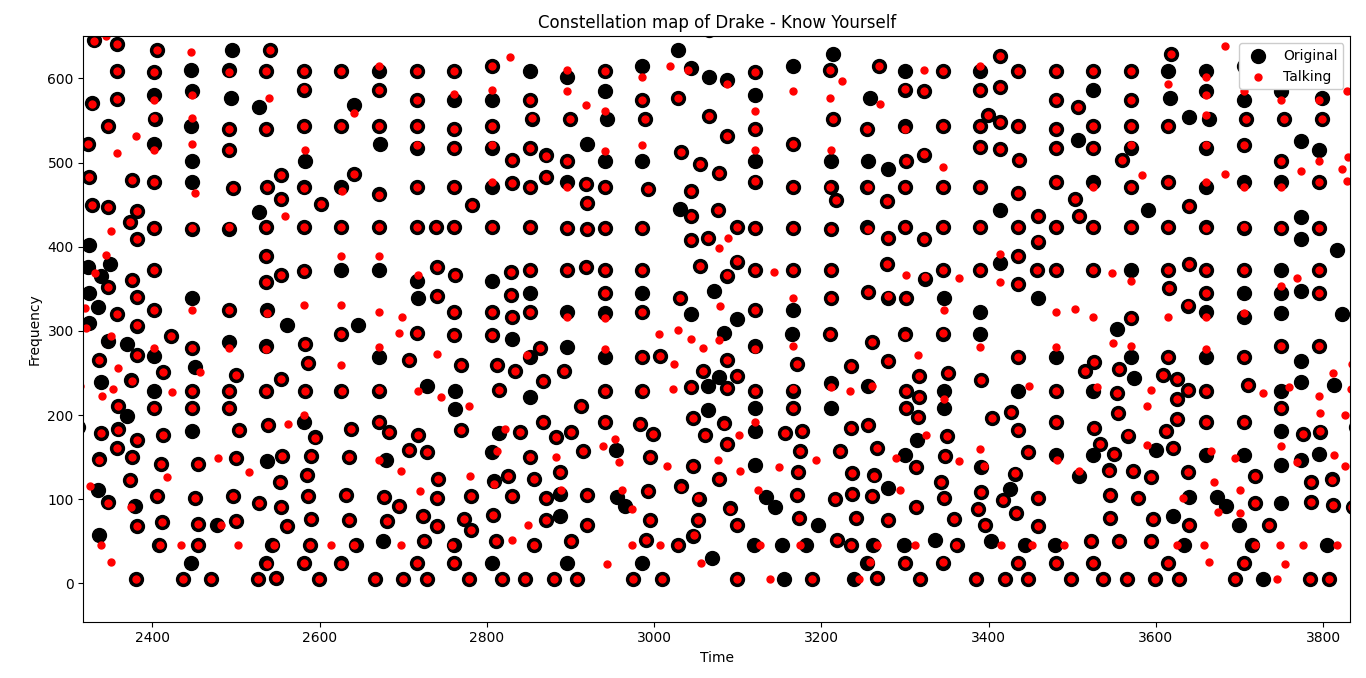 Constellation map of Drake - Know Yourself
Original
Talking
Frequency
600
500
400
300
200
100
0
2400 2600 2800 3000 3200 3400 3600 3800
Time